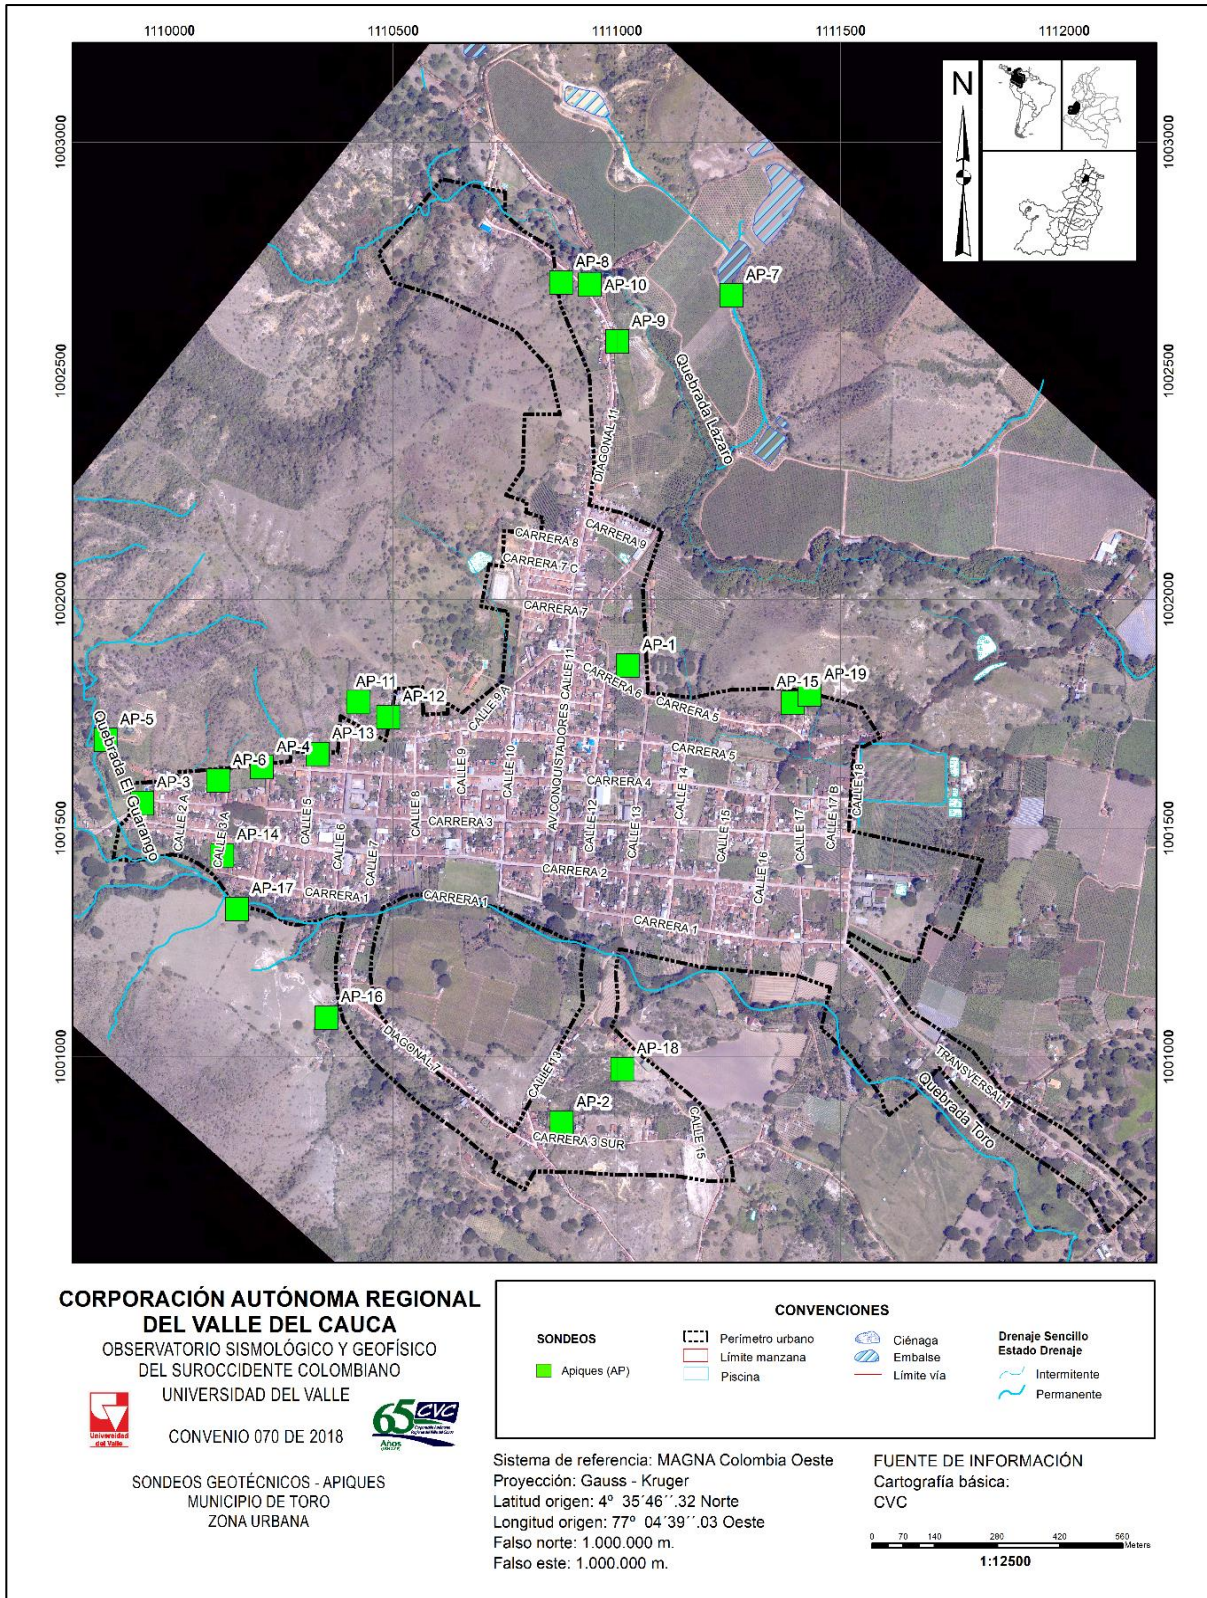 1110000
1110500
1111000
1111500
1112000
1003000
1003000
N
AP-8
AP-10
AP-7
AP-9
1002500
1002500
Quebrada Lázaro
DIAGONAL 11
CARRERA 9
CARRERA 8
CARRERA 7 C
1002000
1002000
CARRERA 7
AP-1
CALLE 11
CARRERA 6
AP-19
AP-15
AP-11
AP-12
CALLE 9 A
CARRERA 5
AP-5
AP-13
AP-4
AP-6
AP-3
Quebrada El Guarango
CALLE 9
CALLE 10
AV CONQUISTADORES
CARRERA 5
CALLE 14
CARRERA 4
CALLE 18
CALLE 2 A
CALLE 3 A
CALLE 5
CALLE 6
CALLE 7
CALLE 8
CARRERA 3
CALLE 12
CALLE 13
CALLE 15
CALLE 16
CALLE 17
CALLE 17 B
1001500
1001500
AP-14
CARRERA 2
AP-17
CARRERA 1
CARRERA 1
CARRERA 1
AP-16
DIAGONAL 7
CALLE 13
AP-18
1001000
1001000
TRANSVERSAL 1
Quebrada Toro
AP-2
CARRERA 3 SUR
CALLE 15
CORPORACIÓN AUTÓNOMA REGIONAL
DEL VALLE DEL CAUCA
OBSERVATORIO SISMOLÓGICO Y GEOFÍSICO
DEL SUROCCIDENTE COLOMBIANO
UNIVERSIDAD DEL VALLE
CONVENIO 070 DE 2018
Universidad
del Valle
65 CVC
Años
SONDEOS GEOTÉCNICOS - APIQUES
MUNICIPIO DE TORO
ZONA URBANA
CONVENCIONES
SONDEOS
Apiques (AP)
Perímetro urbano
Límite manzana
Piscina
Ciénaga
Embalse
Límite vía
Drenaje Sencillo
Estado Drenaje
Intermitente
Permanente
Sistema de referencia: MAGNA Colombia Oeste
Proyección: Gauss - Kruger
Latitud origen: 4º 35´46´´.32 Norte
Longitud origen: 77º 04´39´´.03 Oeste
Falso norte: 1.000.000 m.
Falso este: 1.000.000 m.
FUENTE DE INFORMACIÓN
Cartografía básica:
CVC
0 70 140 280 420 560
Meters
1:12500